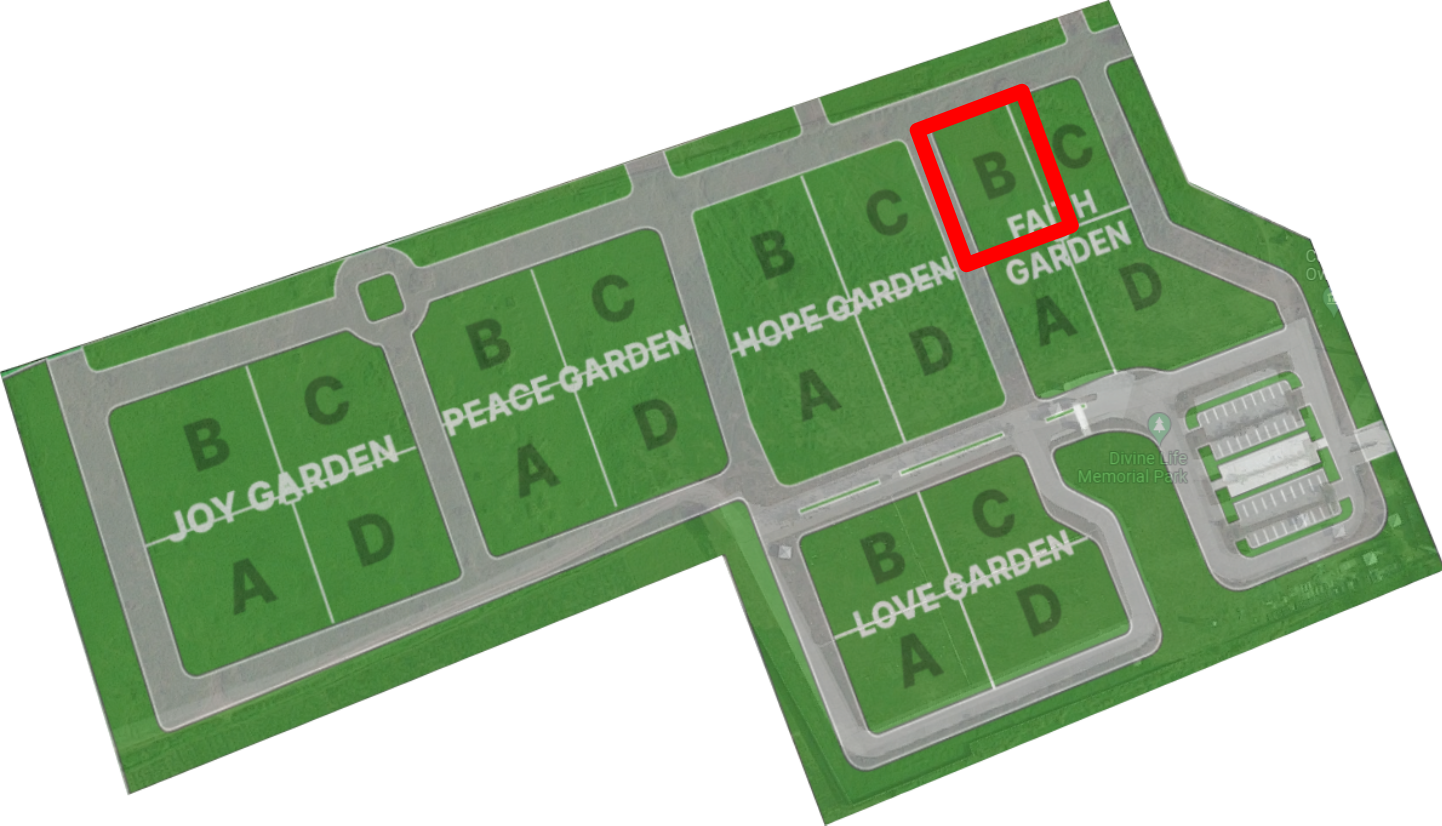 B
C
FAITH
GARDEN
A
D
B
C
HOPE GARDEN
A
D
B
C
PEACE GARDEN
A
D
B
C
JOY GARDEN
A
D
B
C
LOVE GARDEN
A
D
Divine Life
Memorial Park